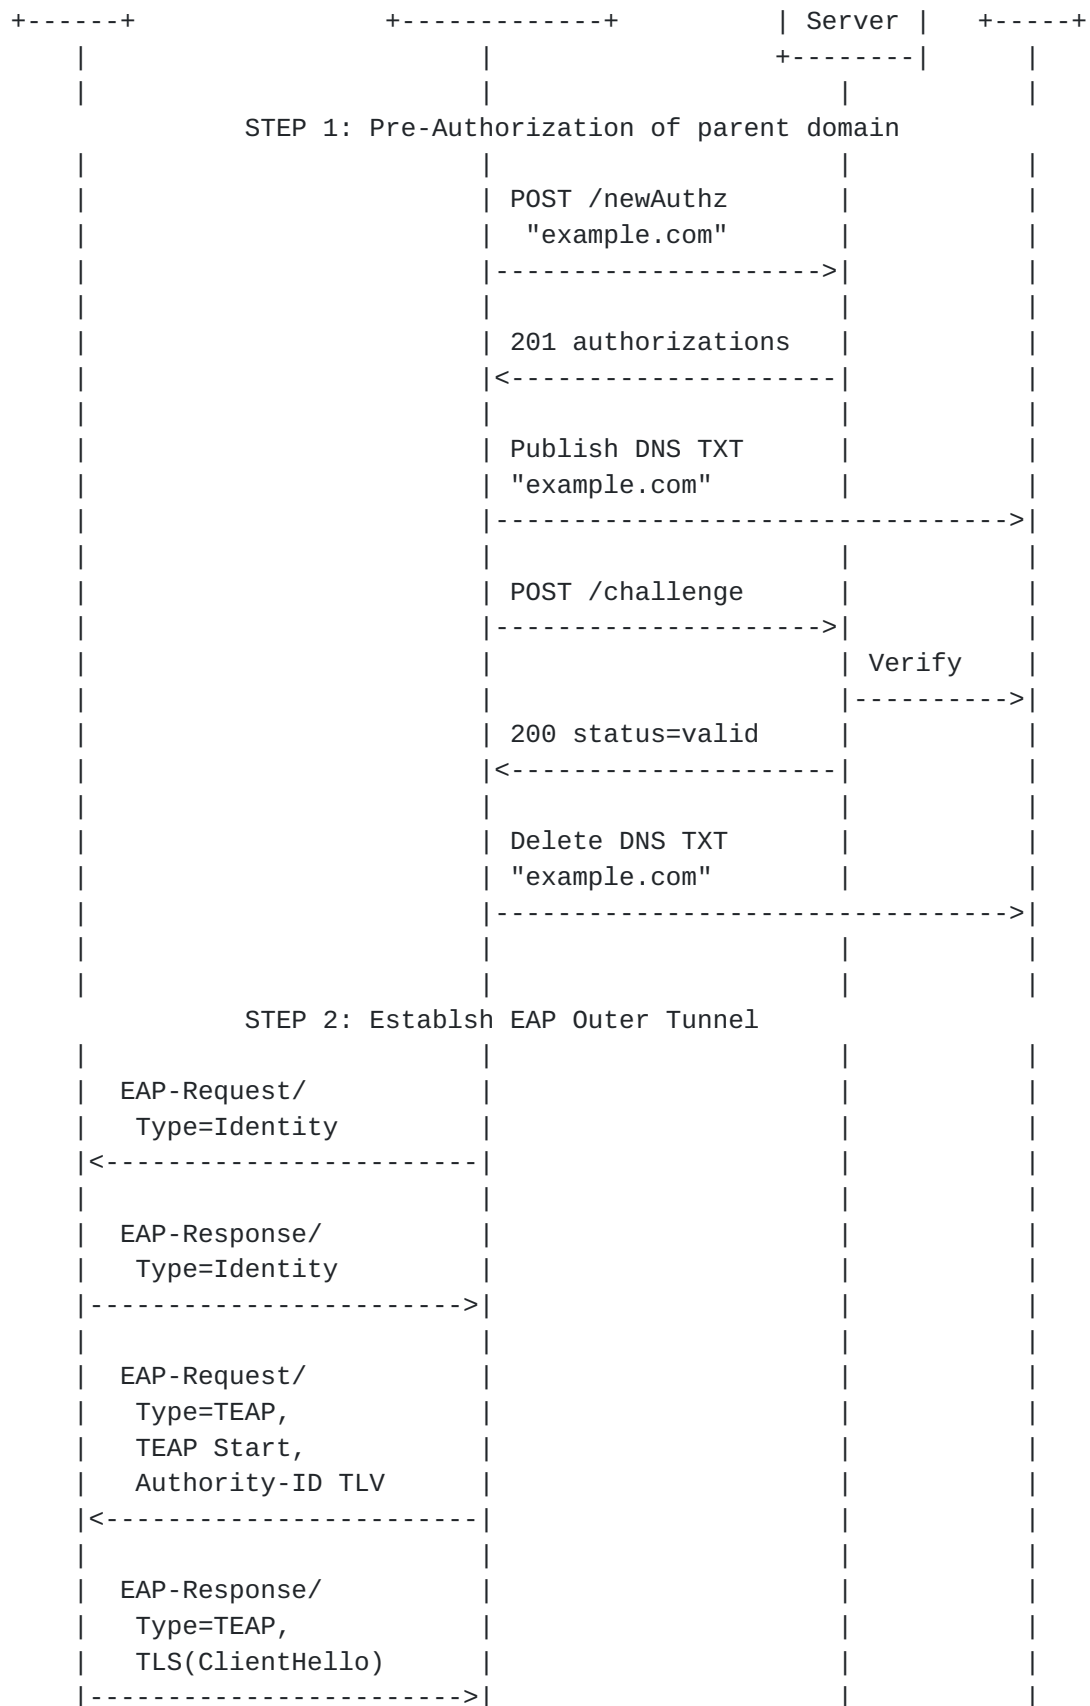 +------+                +-------------+          | Server |   +-----+
    |                         |                  +--------|      |
    |                         |                      |           |
              STEP 1: Pre-Authorization of parent domain
    |                         |                      |           |
    |                         | POST /newAuthz       |           |
    |                         |  "example.com"       |           |
    |                         |--------------------->|           |
    |                         |                      |           |
    |                         | 201 authorizations   |           |
    |                         |<---------------------|           |
    |                         |                      |           |
    |                         | Publish DNS TXT      |           |
    |                         | "example.com"        |           |
    |                         |--------------------------------->|
    |                         |                      |           |
    |                         | POST /challenge      |           |
    |                         |--------------------->|           |
    |                         |                      | Verify    |
    |                         |                      |---------->|
    |                         | 200 status=valid     |           |
    |                         |<---------------------|           |
    |                         |                      |           |
    |                         | Delete DNS TXT       |           |
    |                         | "example.com"        |           |
    |                         |--------------------------------->|
    |                         |                      |           |
    |                         |                      |           |
              STEP 2: Establsh EAP Outer Tunnel
    |                         |                      |           |
    |  EAP-Request/           |                      |           |
    |   Type=Identity         |                      |           |
    |<------------------------|                      |           |
    |                         |                      |           |
    |  EAP-Response/          |                      |           |
    |   Type=Identity         |                      |           |
    |------------------------>|                      |           |
    |                         |                      |           |
    |  EAP-Request/           |                      |           |
    |   Type=TEAP,            |                      |           |
    |   TEAP Start,           |                      |           |
    |   Authority-ID TLV      |                      |           |
    |<------------------------|                      |           |
    |                         |                      |           |
    |  EAP-Response/          |                      |           |
    |   Type=TEAP,            |                      |           |
    |   TLS(ClientHello)      |                      |           |
    |------------------------>|                      |           |